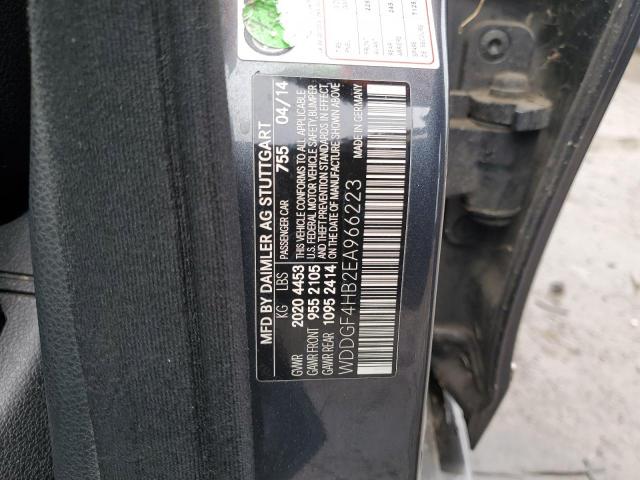 MFD BY DAIMLER AG STUTTGART
PASSENGER CAR 755 04/14
KG LBS
GVWR 2020 4453
GAWR FRONT 955 2105
GAWR REAR 1095 2414
THIS VEHICLE CONFORMS TO ALL APPLICABLE
U.S. FEDERAL MOTOR VEHICLE SAFETY, BUMPER
AND THEFT PREVENTION STANDARDS IN EFFECT
ON THE DATE OF MANUFACTURE SHOWN ABOVE
WDDGF4HB2EA966223
MADE IN GERMANY